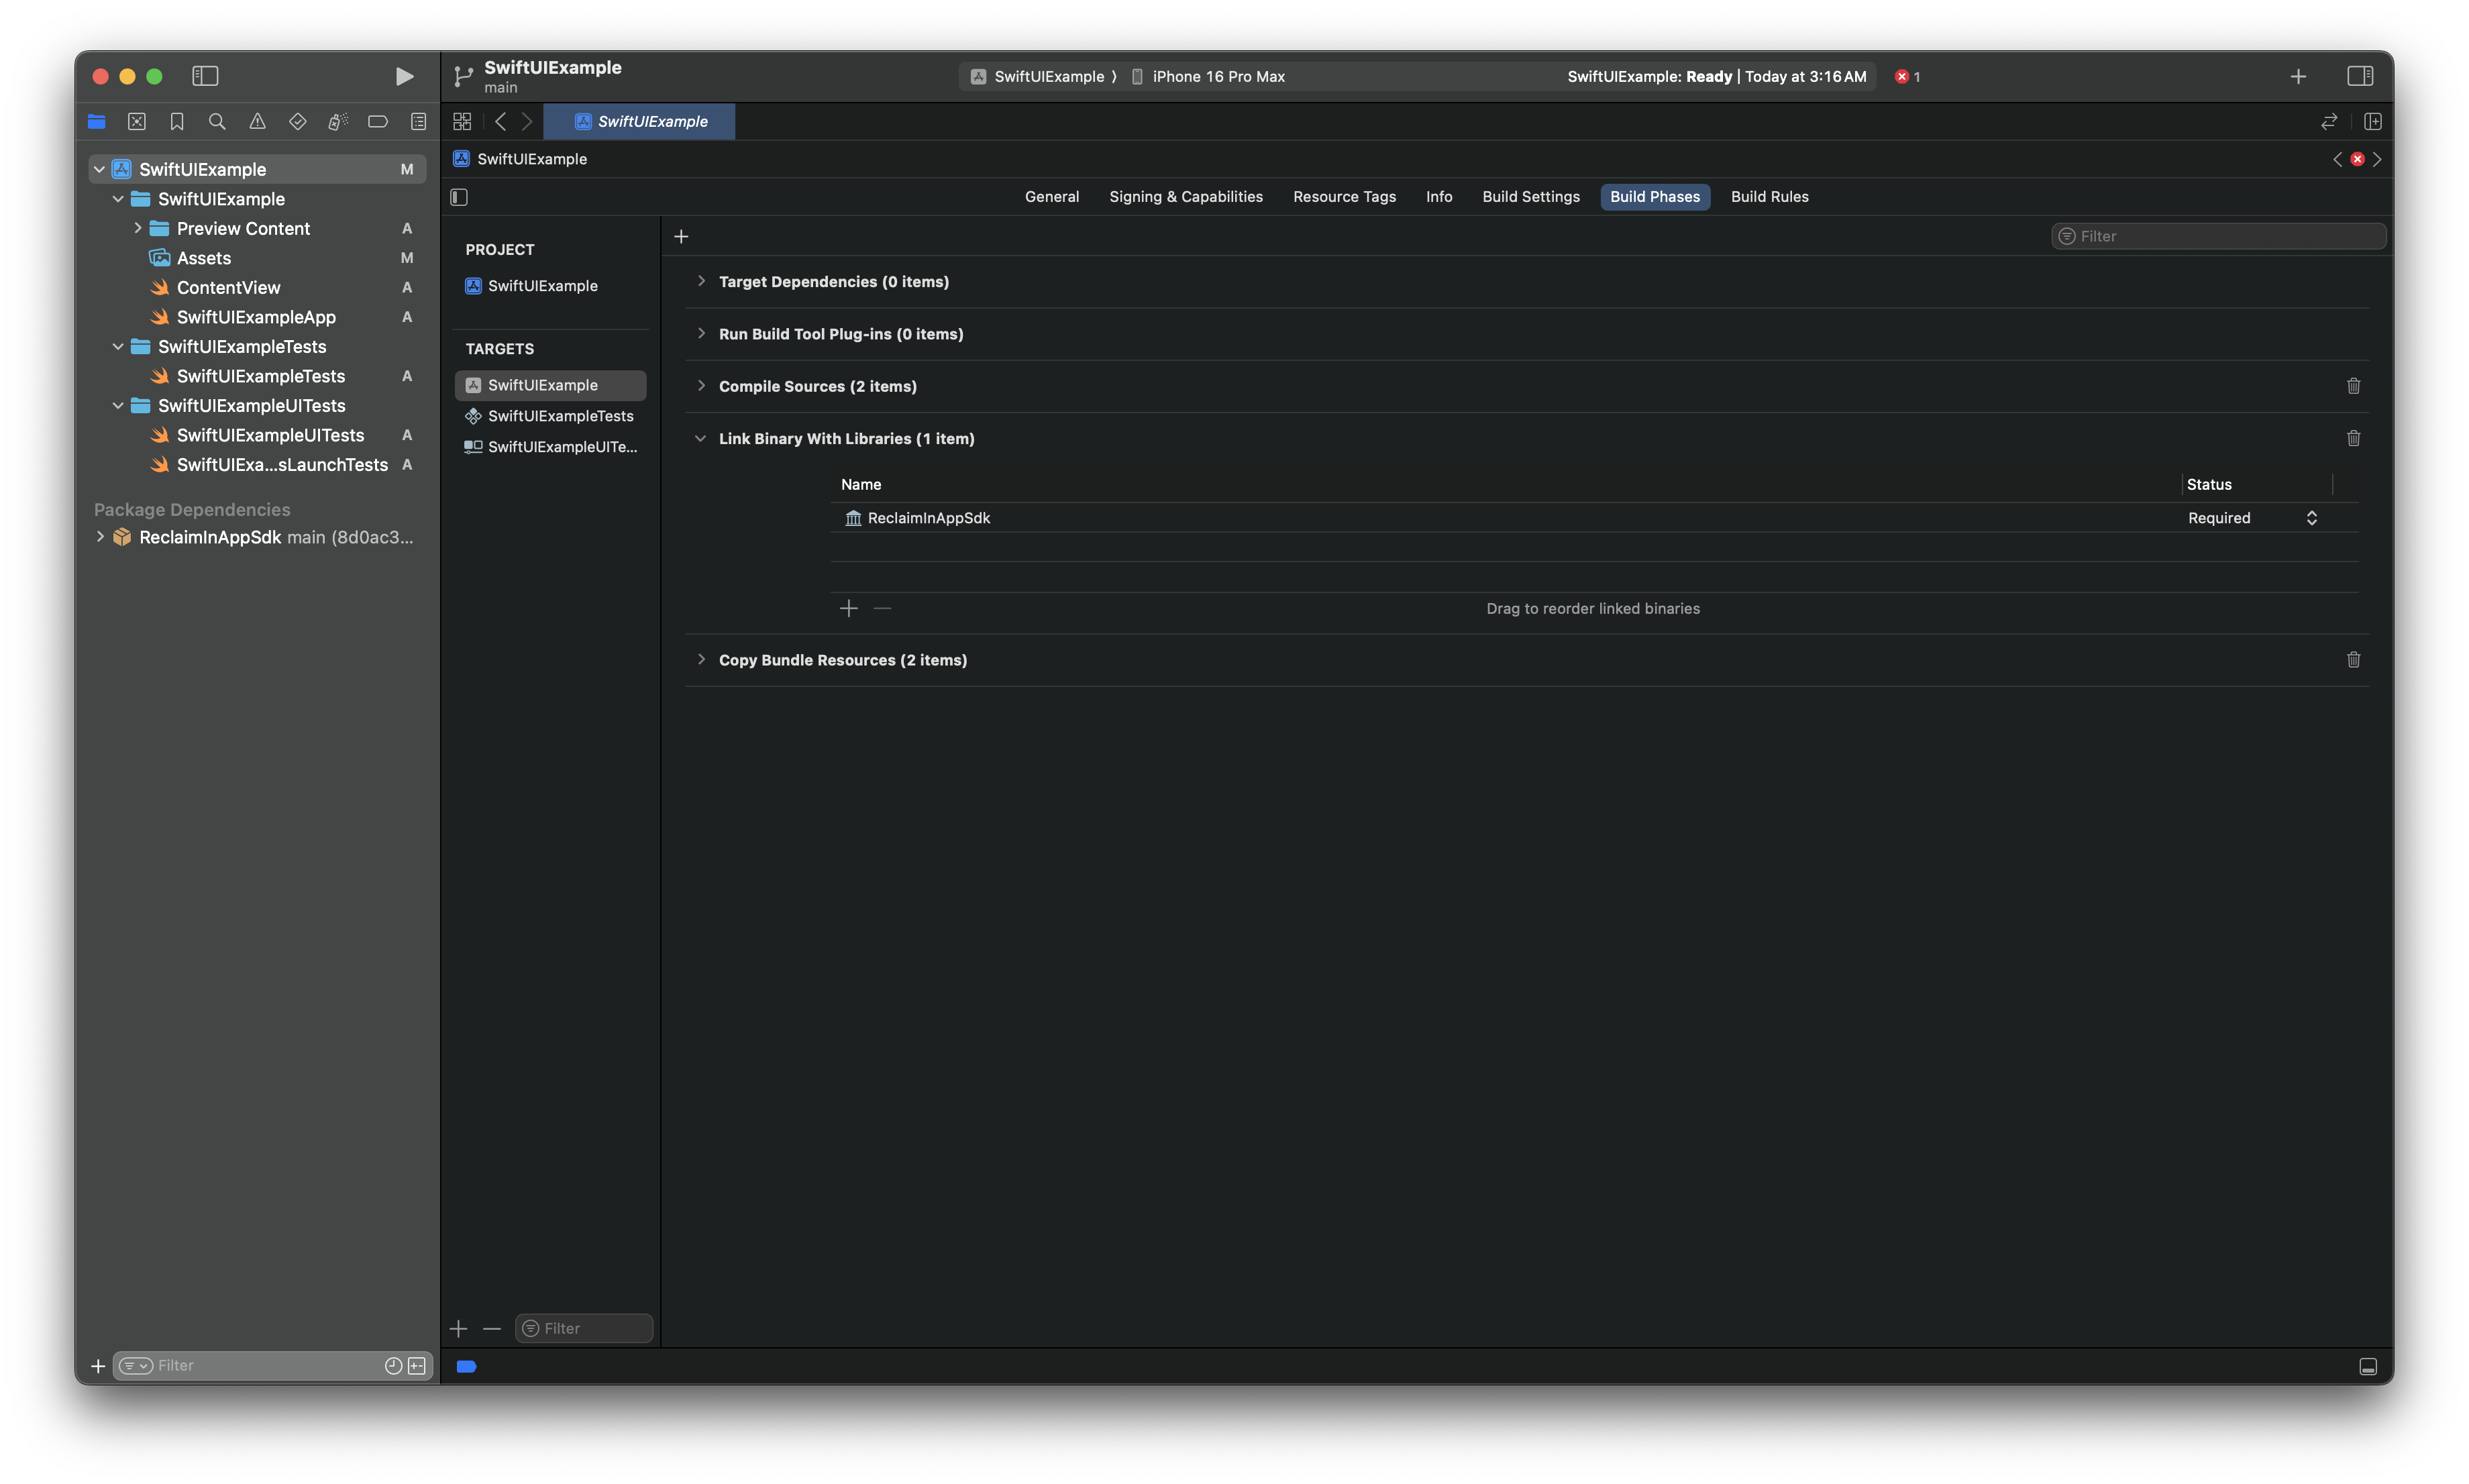 SwiftUIExample
main
SwiftUIExample
iPhone 16 Pro Max
SwiftUIExample: Ready | Today at 3:16 AM
1
SwiftUIExample
SwiftUIExample
General
Signing & Capabilities
Resource Tags
Info
Build Settings
Build Phases
Build Rules
SwiftUIExample M
SwiftUIExample
Preview Content A
Assets M
ContentView A
SwiftUIExampleApp A
SwiftUIExampleTests
SwiftUIExampleTests A
SwiftUIExampleUITests
SwiftUIExampleUITests A
SwiftUIExa...sLaunchTests A
Package Dependencies
ReclaimInAppSdk main (8d0ac3...
Filter
PROJECT
SwiftUIExample
TARGETS
SwiftUIExample
SwiftUIExampleTests
SwiftUIExampleUITe...
Filter
Filter
Target Dependencies (0 items)
Run Build Tool Plug-ins (0 items)
Compile Sources (2 items)
Link Binary With Libraries (1 item)
Name Status
ReclaimInAppSdk Required
Drag to reorder linked binaries
Copy Bundle Resources (2 items)